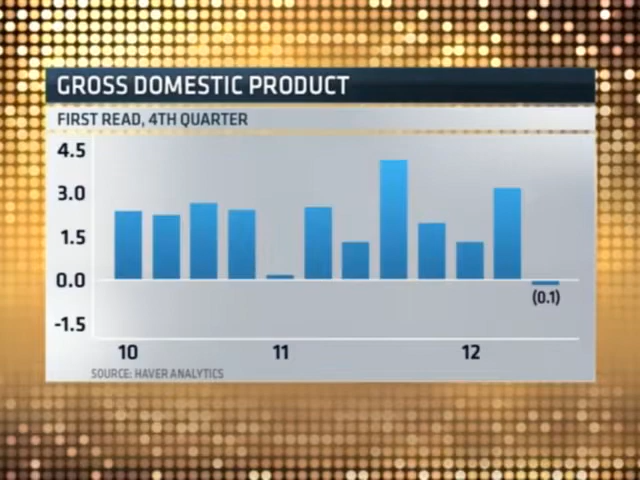 GROSS DOMESTIC PRODUCT
FIRST READ, 4TH QUARTER
4.5
3.0
1.5
0.0
(0.1)
-1.5
10 11 12
SOURCE: HAVER ANALYTICS